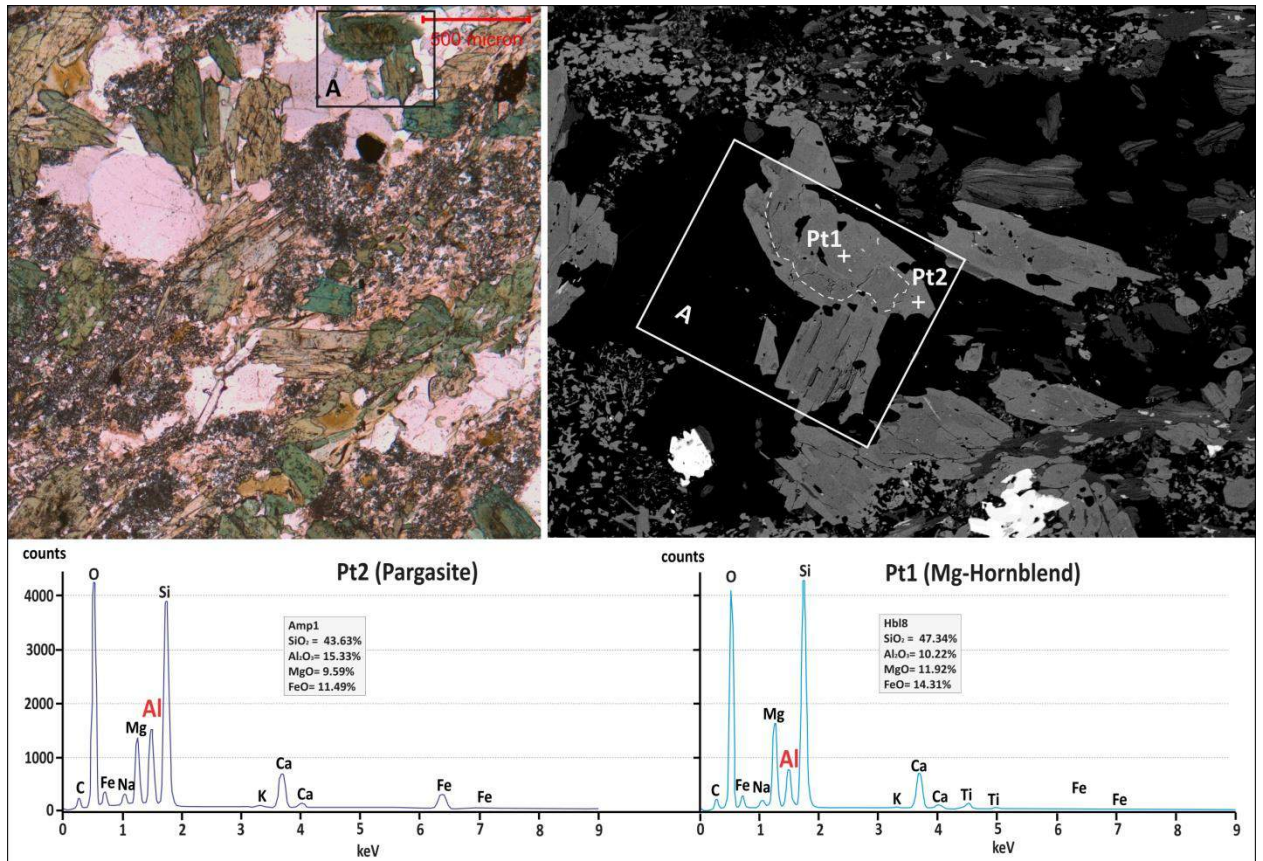 A
500 micron
Pt1
Pt2
A
counts
Pt2 (Pargasite)
O
Si
4000
3000
2000
1000
0
Amp1
SiO₂ = 43.63%
Al₂O₃= 15.33%
MgO= 9.59%
FeO= 11.49%
Mg
Al
C
Fe
Na
K
Ca
Ca
Fe
Fe
0 1 2 3 4 5 6 7 8 9
keV
counts
Pt1 (Mg-Hornblend)
O
Si
Hbl8
SiO₂ = 47.34%
Al₂O₃= 10.22%
MgO= 11.92%
FeO= 14.31%
Mg
Al
C
Fe
Na
K
Ca
Ca
Ti
Ti
Fe
Fe
0 1 2 3 4 5 6 7 8 9
keV